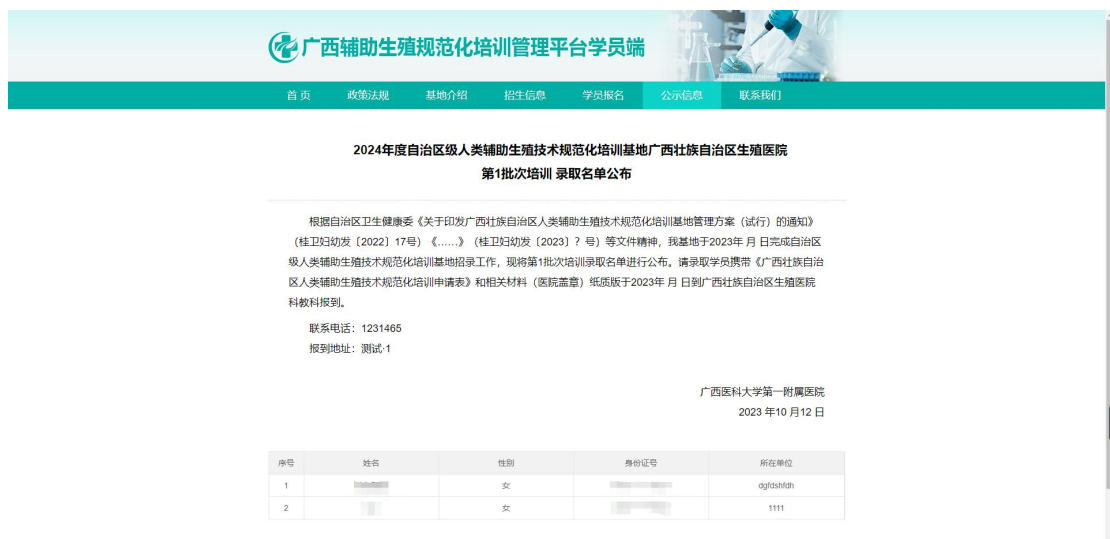 广西辅助生殖规范化培训管理平台学员端
首页 政策法规 基地介绍 招生信息 学员报名 公示信息 联系我们
2024年度自治区级人类辅助生殖技术规范化培训基地广西壮族自治区生殖医院
第1批次培训 录取名单公布
根据自治区卫生健康委《关于印发广西壮族自治区人类辅助生殖技术规范化培训基地管理方案（试行）的通知》
（桂卫妇幼发〔2022〕17号）《......》（桂卫妇幼发〔2023〕？号）等文件精神，我基地于2023年 月 日完成自治区
级人类辅助生殖技术规范化培训基地招录工作，现将第1批次培训录取名单进行公布。请录取学员携带《广西壮族自治
区人类辅助生殖技术规范化培训申请表》和相关材料（医院盖章）纸质版于2023年 月 日到广西壮族自治区生殖医院
科教科报到。
联系电话：1231465
报到地址：测试·1
广西医科大学第一附属医院
2023 年10 月12 日
序号 姓名 性别 身份证号 所在单位
1 女 dgfdshfdh
2 女 1111